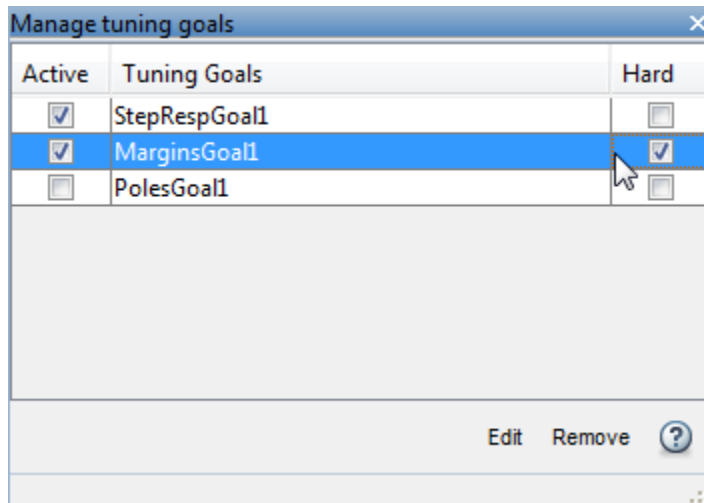 Manage tuning goals
Active Tuning Goals Hard
StepRespGoal1
MarginsGoal1
PolesGoal1
Edit Remove ?